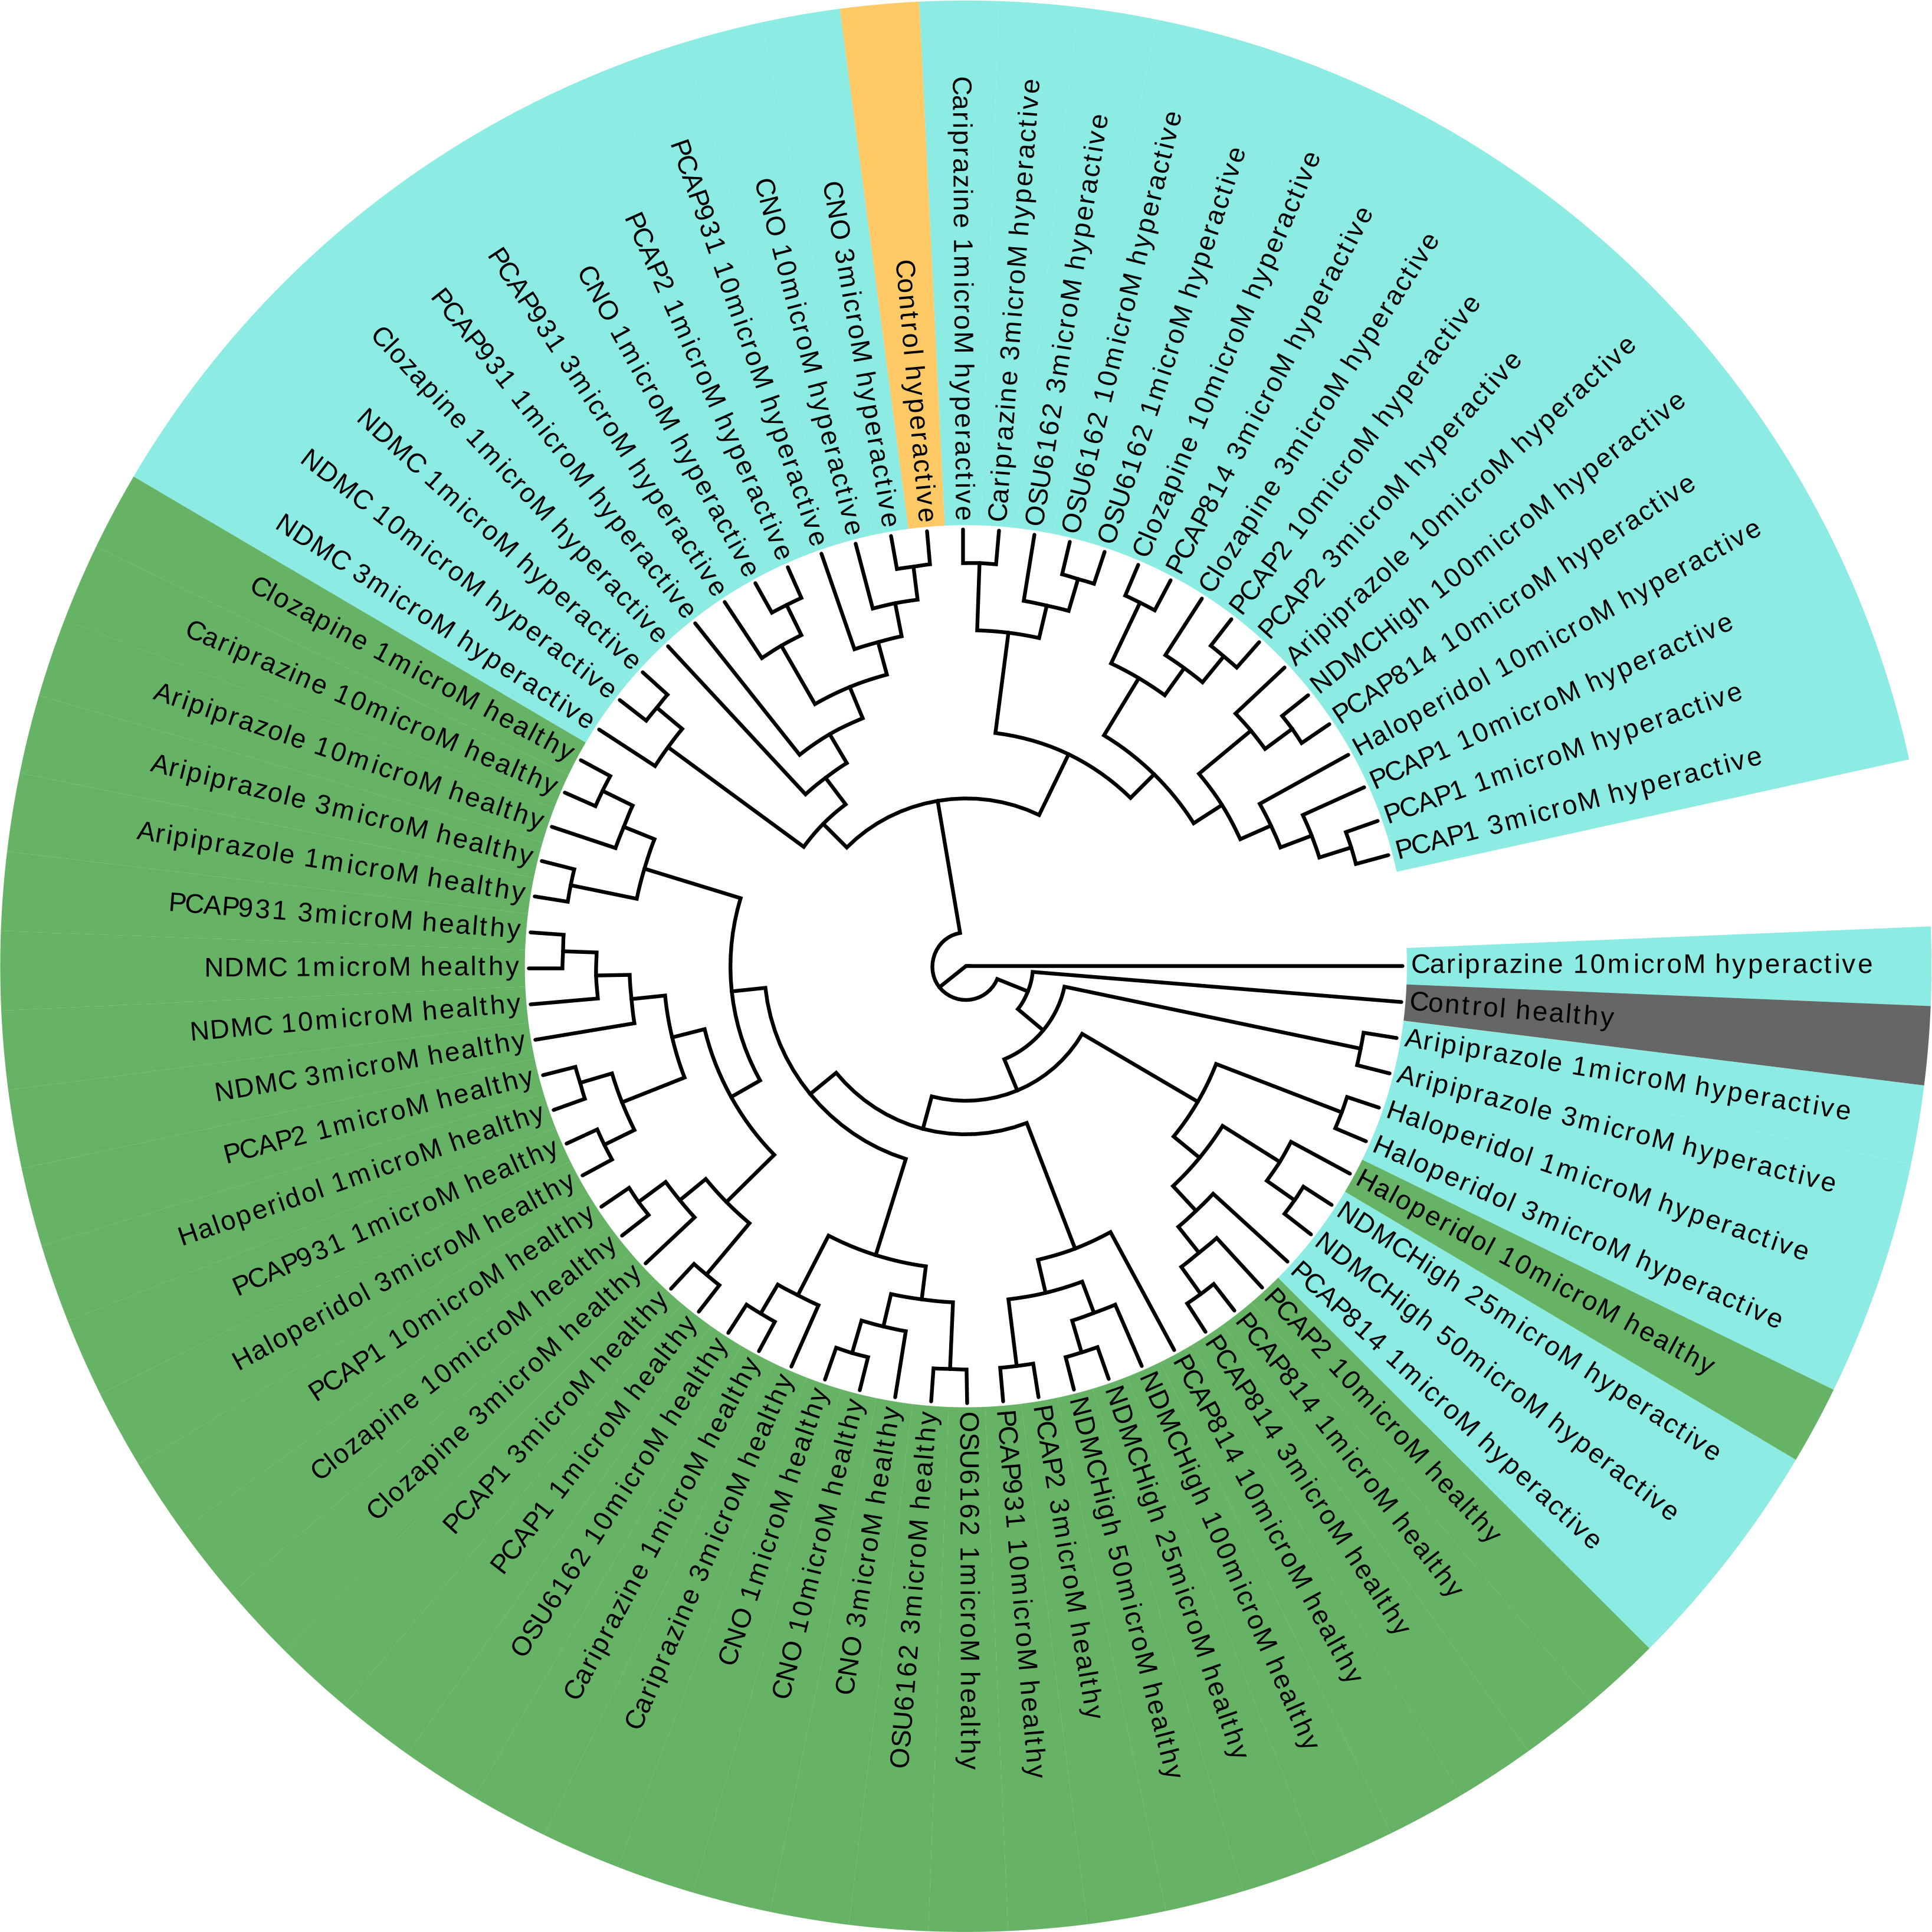 Cariprazine 1microM hyperactive
Cariprazine 3microM hyperactive
OSU6162 3microM hyperactive
OSU6162 10microM hyperactive
OSU6162 1microM hyperactive
Clozapine 10microM hyperactive
PCAP814 3microM hyperactive
Clozapine 3microM hyperactive
PCAP2 10microM hyperactive
PCAP2 3microM hyperactive
Aripiprazole 10microM hyperactive
NDMCHigh 100microM hyperactive
PCAP814 10microM hyperactive
Haloperidol 10microM hyperactive
PCAP1 10microM hyperactive
PCAP1 1microM hyperactive
PCAP1 3microM hyperactive
Cariprazine 10microM hyperactive
Control healthy
Aripiprazole 1microM hyperactive
Aripiprazole 3microM hyperactive
Haloperidol 1microM hyperactive
Haloperidol 3microM hyperactive
Haloperidol 10microM healthy
NDMCHigh 25microM hyperactive
NDMCHigh 50microM hyperactive
PCAP814 1microM hyperactive
PCAP2 10microM healthy
PCAP814 1microM healthy
PCAP814 3microM healthy
PCAP814 10microM healthy
NDMCHigh 100microM healthy
NDMCHigh 25microM healthy
NDMCHigh 50microM healthy
PCAP2 3microM healthy
PCAP931 10microM healthy
OSU6162 1microM healthy
OSU6162 3microM healthy
CNO 3microM healthy
CNO 10microM healthy
CNO 1microM healthy
Cariprazine 3microM healthy
Cariprazine 1microM healthy
OSU6162 10microM healthy
PCAP1 1microM healthy
PCAP1 3microM healthy
Clozapine 3microM healthy
Clozapine 10microM healthy
PCAP1 10microM healthy
Haloperidol 3microM healthy
PCAP931 1microM healthy
Haloperidol 1microM healthy
PCAP2 1microM healthy
NDMC 3microM healthy
NDMC 10microM healthy
NDMC 1microM healthy
PCAP931 3microM healthy
Aripiprazole 1microM healthy
Aripiprazole 3microM healthy
Aripiprazole 10microM healthy
Cariprazine 10microM healthy
Clozapine 1microM healthy
NDMC 3microM hyperactive
NDMC 10microM hyperactive
NDMC 1microM hyperactive
Clozapine 1microM hyperactive
PCAP931 1microM hyperactive
PCAP931 3microM hyperactive
CNO 1microM hyperactive
PCAP2 1microM hyperactive
PCAP931 10microM hyperactive
CNO 10microM hyperactive
CNO 3microM hyperactive
Control hyperactive